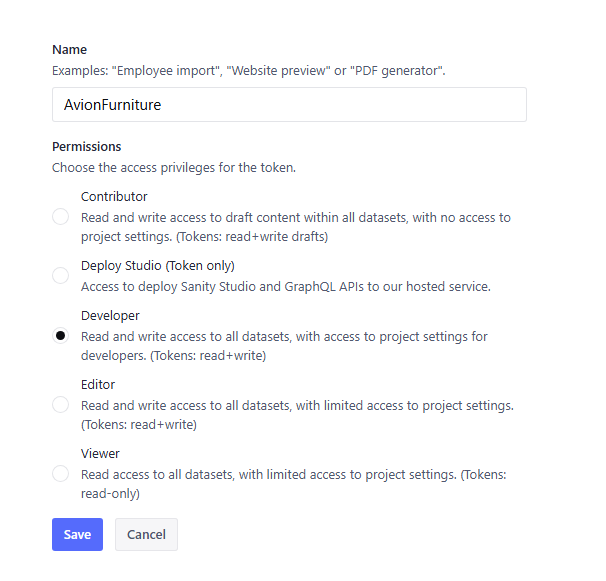 Name
Examples: "Employee import", "Website preview" or "PDF generator".
AvionFurniture
Permissions
Choose the access privileges for the token.
Contributor
Read and write access to draft content within all datasets, with no access to
project settings. (Tokens: read+write drafts)
Deploy Studio (Token only)
Access to deploy Sanity Studio and GraphQL APIs to our hosted service.
Developer
Read and write access to all datasets, with access to project settings for
developers. (Tokens: read+write)
Editor
Read and write access to all datasets, with limited access to project settings.
(Tokens: read+write)
Viewer
Read access to all datasets, with limited access to project settings. (Tokens:
read-only)
Save Cancel